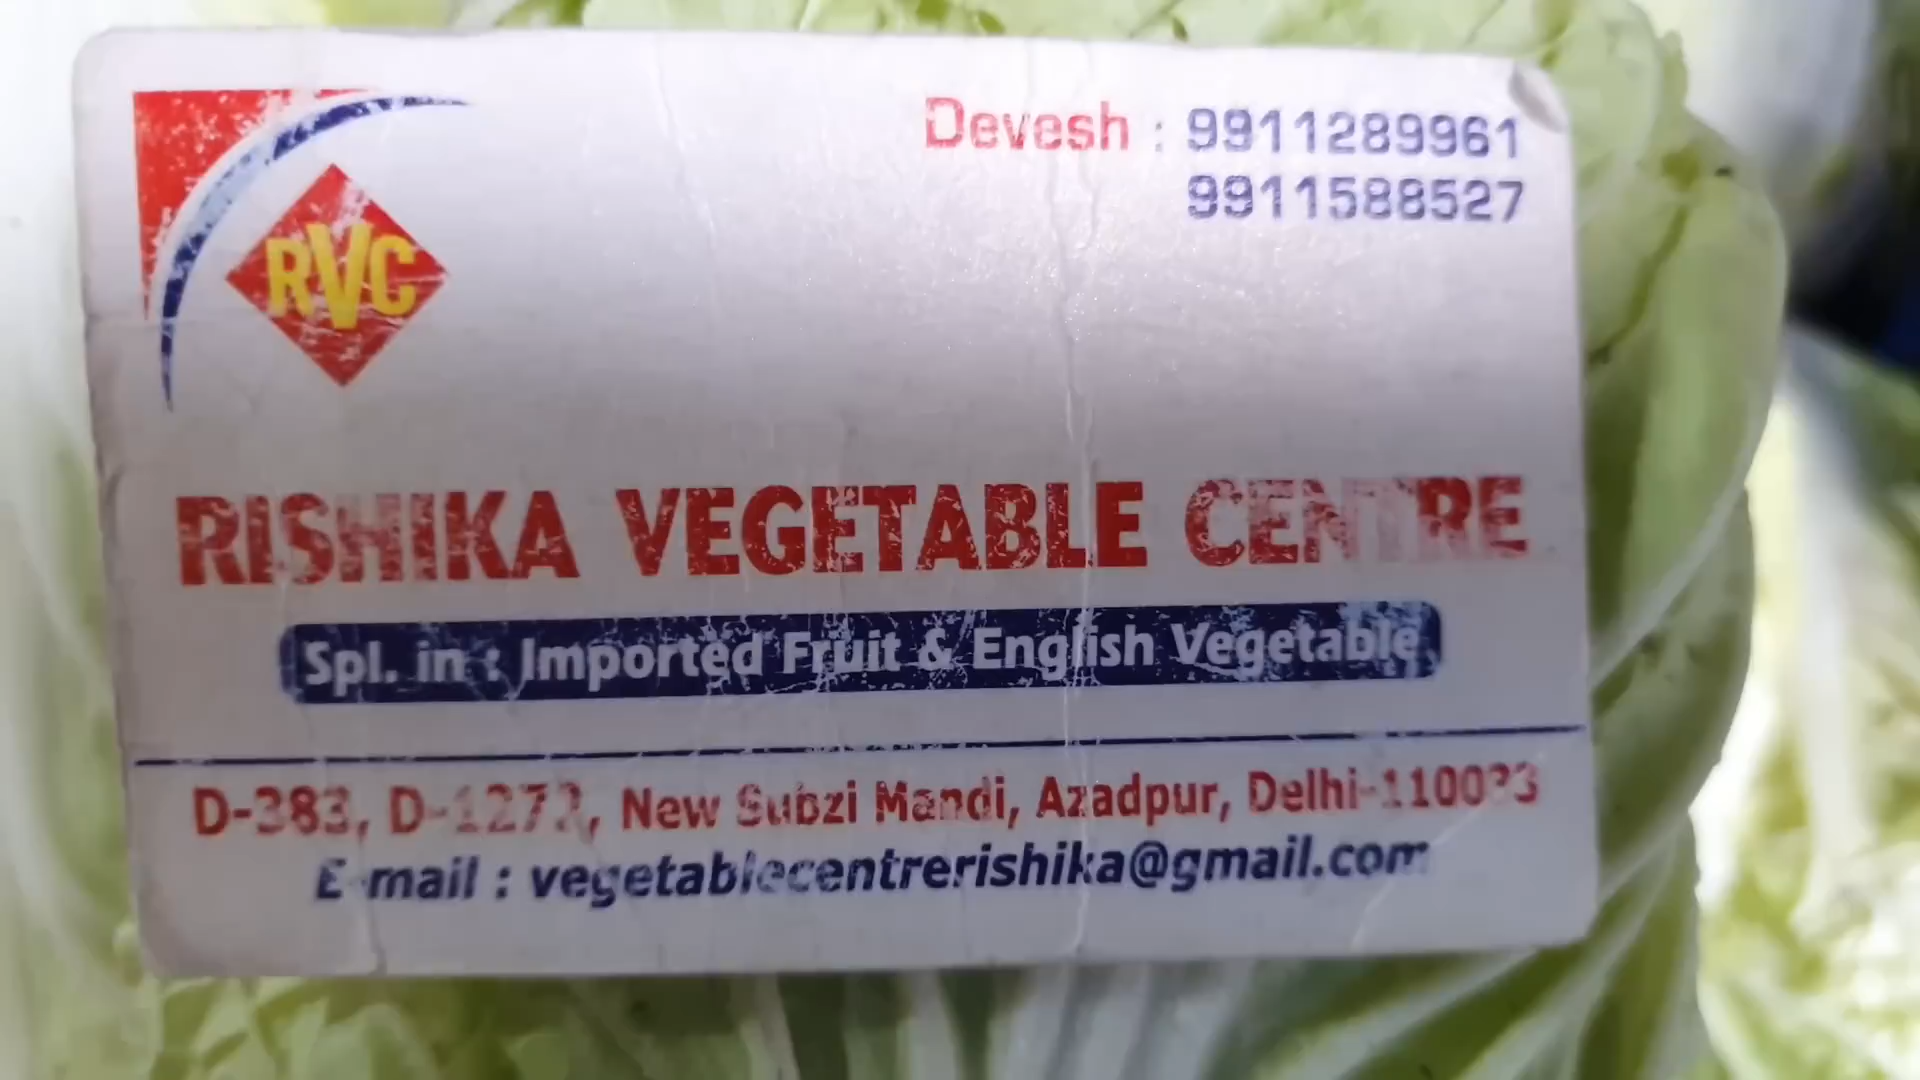 RVC
Devesh : 9911289961
9911588527
RISHIKA VEGETABLE CENTRE
Spl. in : Imported Fruit & English Vegetable
D-383, New Subzi Mandi, Azadpur, Delhi-110033
E-mail : vegetablecentrerishika@gmail.com